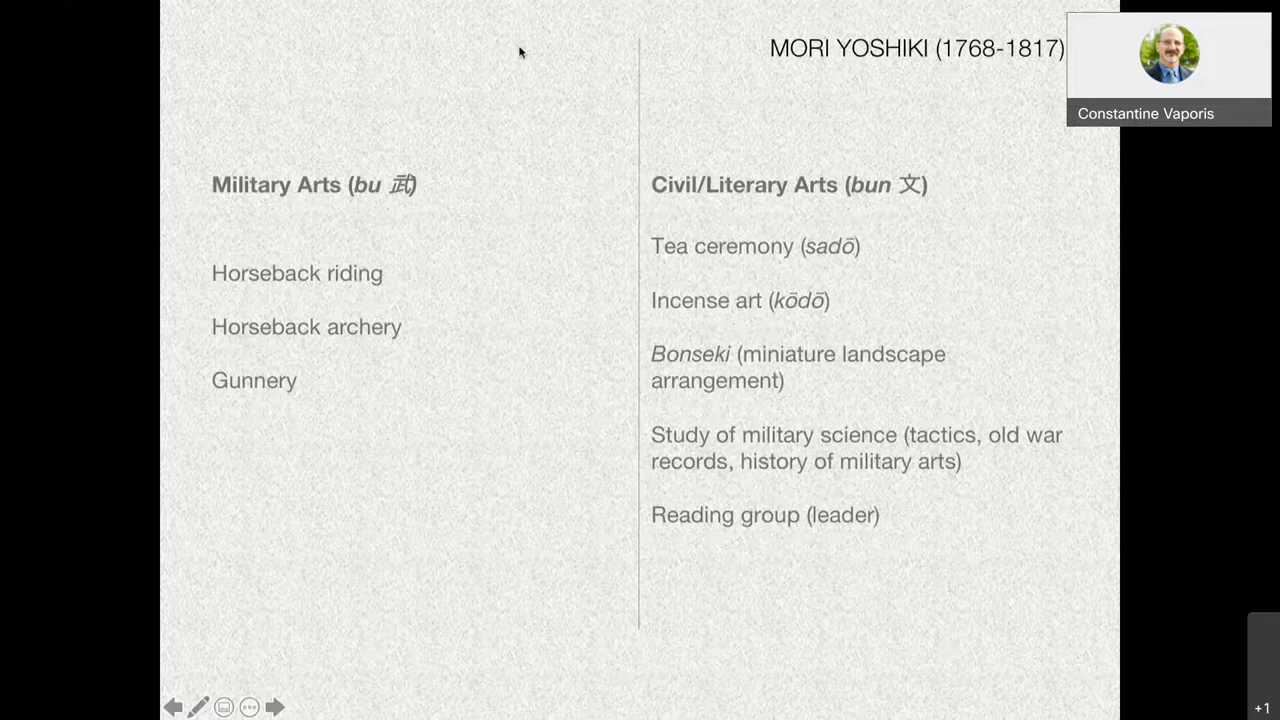 MORI YOSHIKI (1768-1817)
Constantine Vaporis
Military Arts (bu 武)
Horseback riding
Horseback archery
Gunnery
Civil/Literary Arts (bun 文)
Tea ceremony (sadō)
Incense art (kōdō)
Bonseki (miniature landscape
arrangement)
Study of military science (tactics, old war
records, history of military arts)
Reading group (leader)
+1